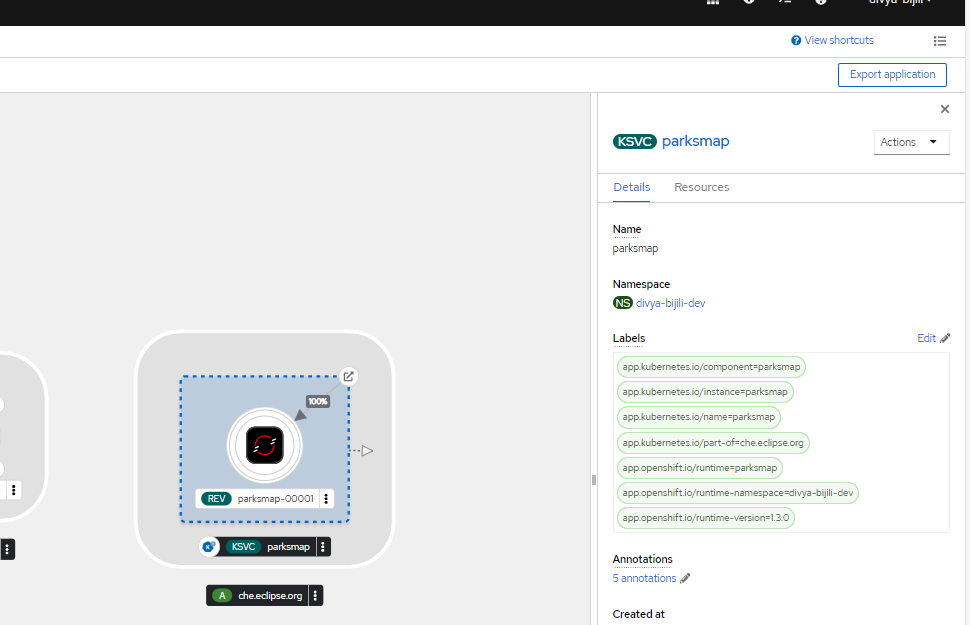 divya-bijili
View shortcuts
Export application
KSVC parksmap
Actions
Details Resources
Name
parksmap
Namespace
NS divya-bijili-dev
Labels
Edit
app.kubernetes.io/component=parksmap
app.kubernetes.io/instance=parksmap
app.kubernetes.io/name=parksmap
app.kubernetes.io/part-of=che.eclipse.org
app.openshift.io/runtime=parksmap
app.openshift.io/runtime-namespace=divya-bijili-dev
app.openshift.io/runtime-version=1.3.0
Annotations
5 annotations
Created at
100%
REV parksmap-00001
KSVC parksmap
A che.eclipse.org